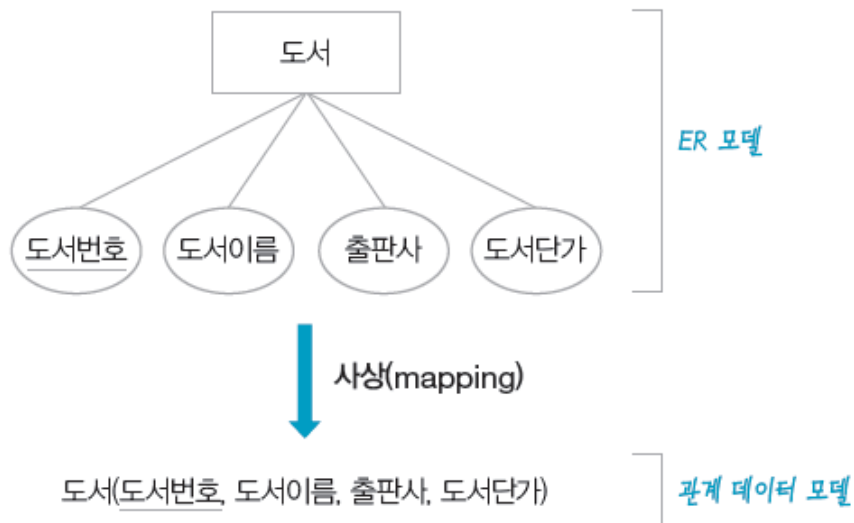 도서
ER 모델
도서번호 도서이름 출판사 도서단가
사상(mapping)
도서(도서번호, 도서이름, 출판사, 도서단가)
관계 데이터 모델